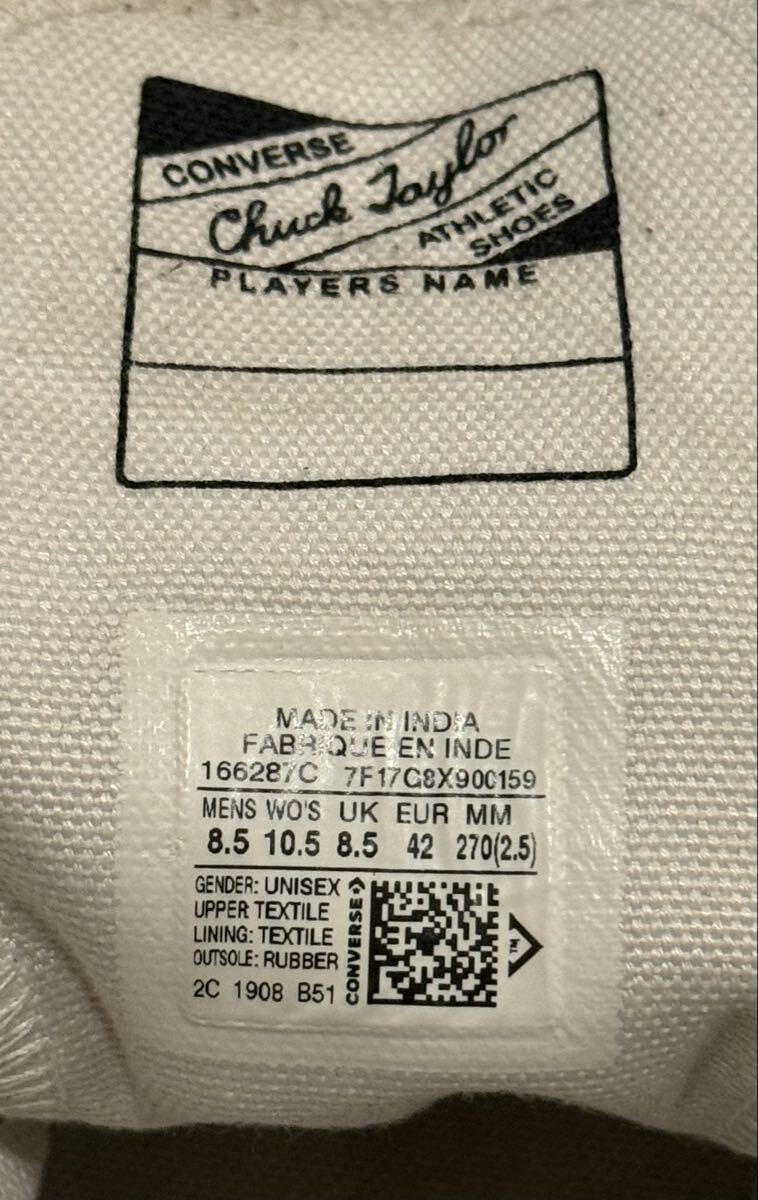 CONVERSE
Chuck Taylor
ATHLETIC
SHOES
PLAYERS NAME
MADE IN INDIA
FABRIQUE EN INDE
166287C 7F17G8X900159
MENS WO'S UK EUR MM
8.5 10.5 8.5 42 270(2.5)
GENDER: UNISEX
UPPER TEXTILE
LINING: TEXTILE
OUTSOLE: RUBBER
2C 1908 B51
CONVERSE
TM